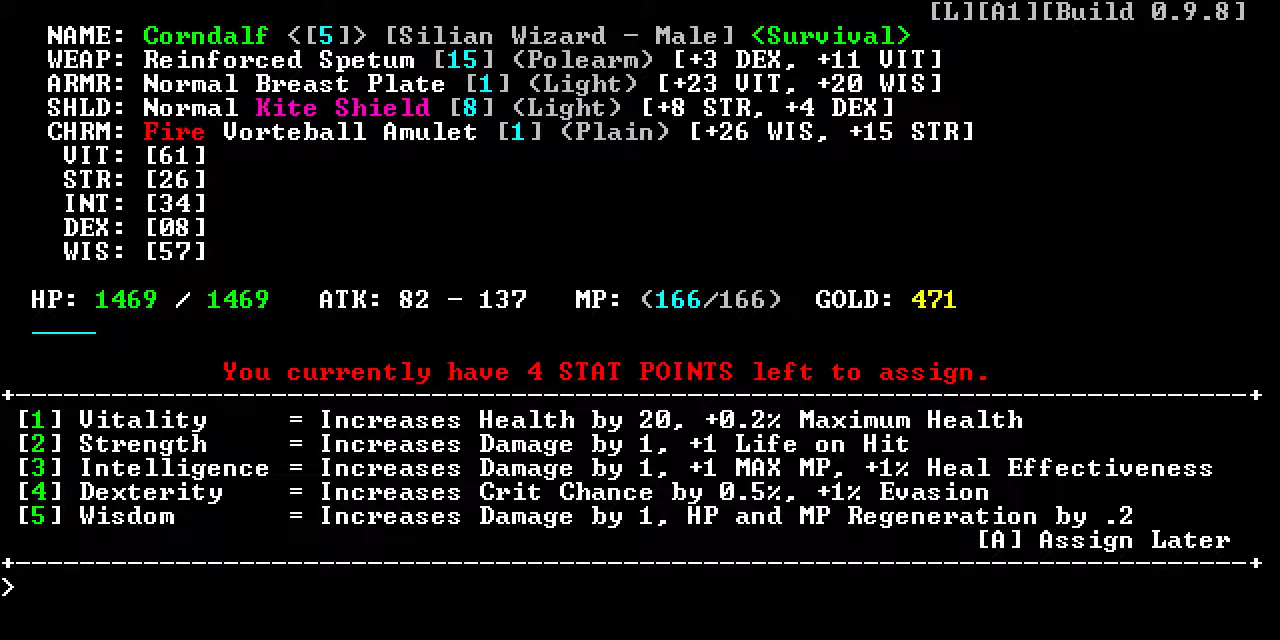 [L][A1][Build 0.9.8]
NAME: Corndalf <[5]> [Silian Wizard - Male] <Survival>
WEAP: Reinforced Spetum [15] (Polearm) [+3 DEX, +11 VIT]
ARMR: Normal Breast Plate [1] (Light) [+23 VIT, +20 WIS]
SHLD: Normal Kite Shield [8] (Light) [+8 STR, +4 DEX]
CHRM: Fire Vorteball Amulet [1] (Plain) [+26 WIS, +15 STR]
VIT: [61]
STR: [26]
INT: [34]
DEX: [08]
WIS: [57]
HP: 1469 / 1469 ATK: 82 - 137 MP: (166/166) GOLD: 471
You currently have 4 STAT POINTS left to assign.
[1] Vitality = Increases Health by 20, +0.2% Maximum Health
[2] Strength = Increases Damage by 1, +1 Life on Hit
[3] Intelligence = Increases Damage by 1, +1 MAX MP, +1% Heal Effectiveness
[4] Dexterity = Increases Crit Chance by 0.5%, +1% Evasion
[5] Wisdom = Increases Damage by 1, HP and MP Regeneration by .2
[A] Assign Later
>